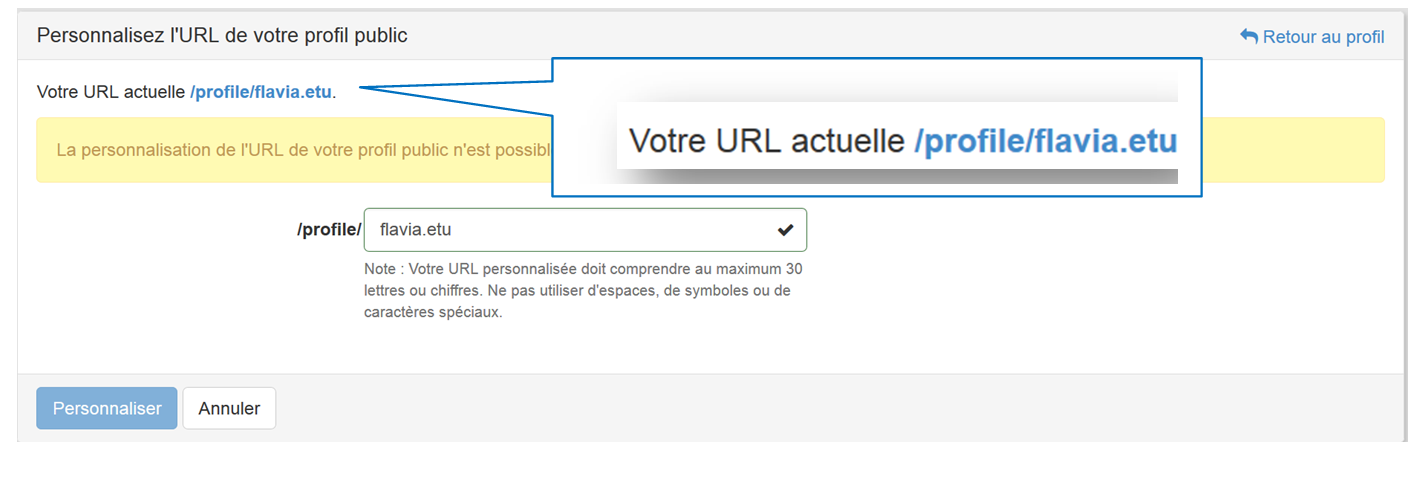 Personnalisez l'URL de votre profil public
Retour au profil
Votre URL actuelle /profile/flavia.etu.
Votre URL actuelle /profile/flavia.etu
La personnalisation de l'URL de votre profil public n'est
/profile/ flavia.etu
Note : Votre URL personnalisée doit comprendre au maximum 30
lettres ou chiffres. Ne pas utiliser d'espaces, de symboles ou de
caractères spéciaux.
Personnaliser
Annuler